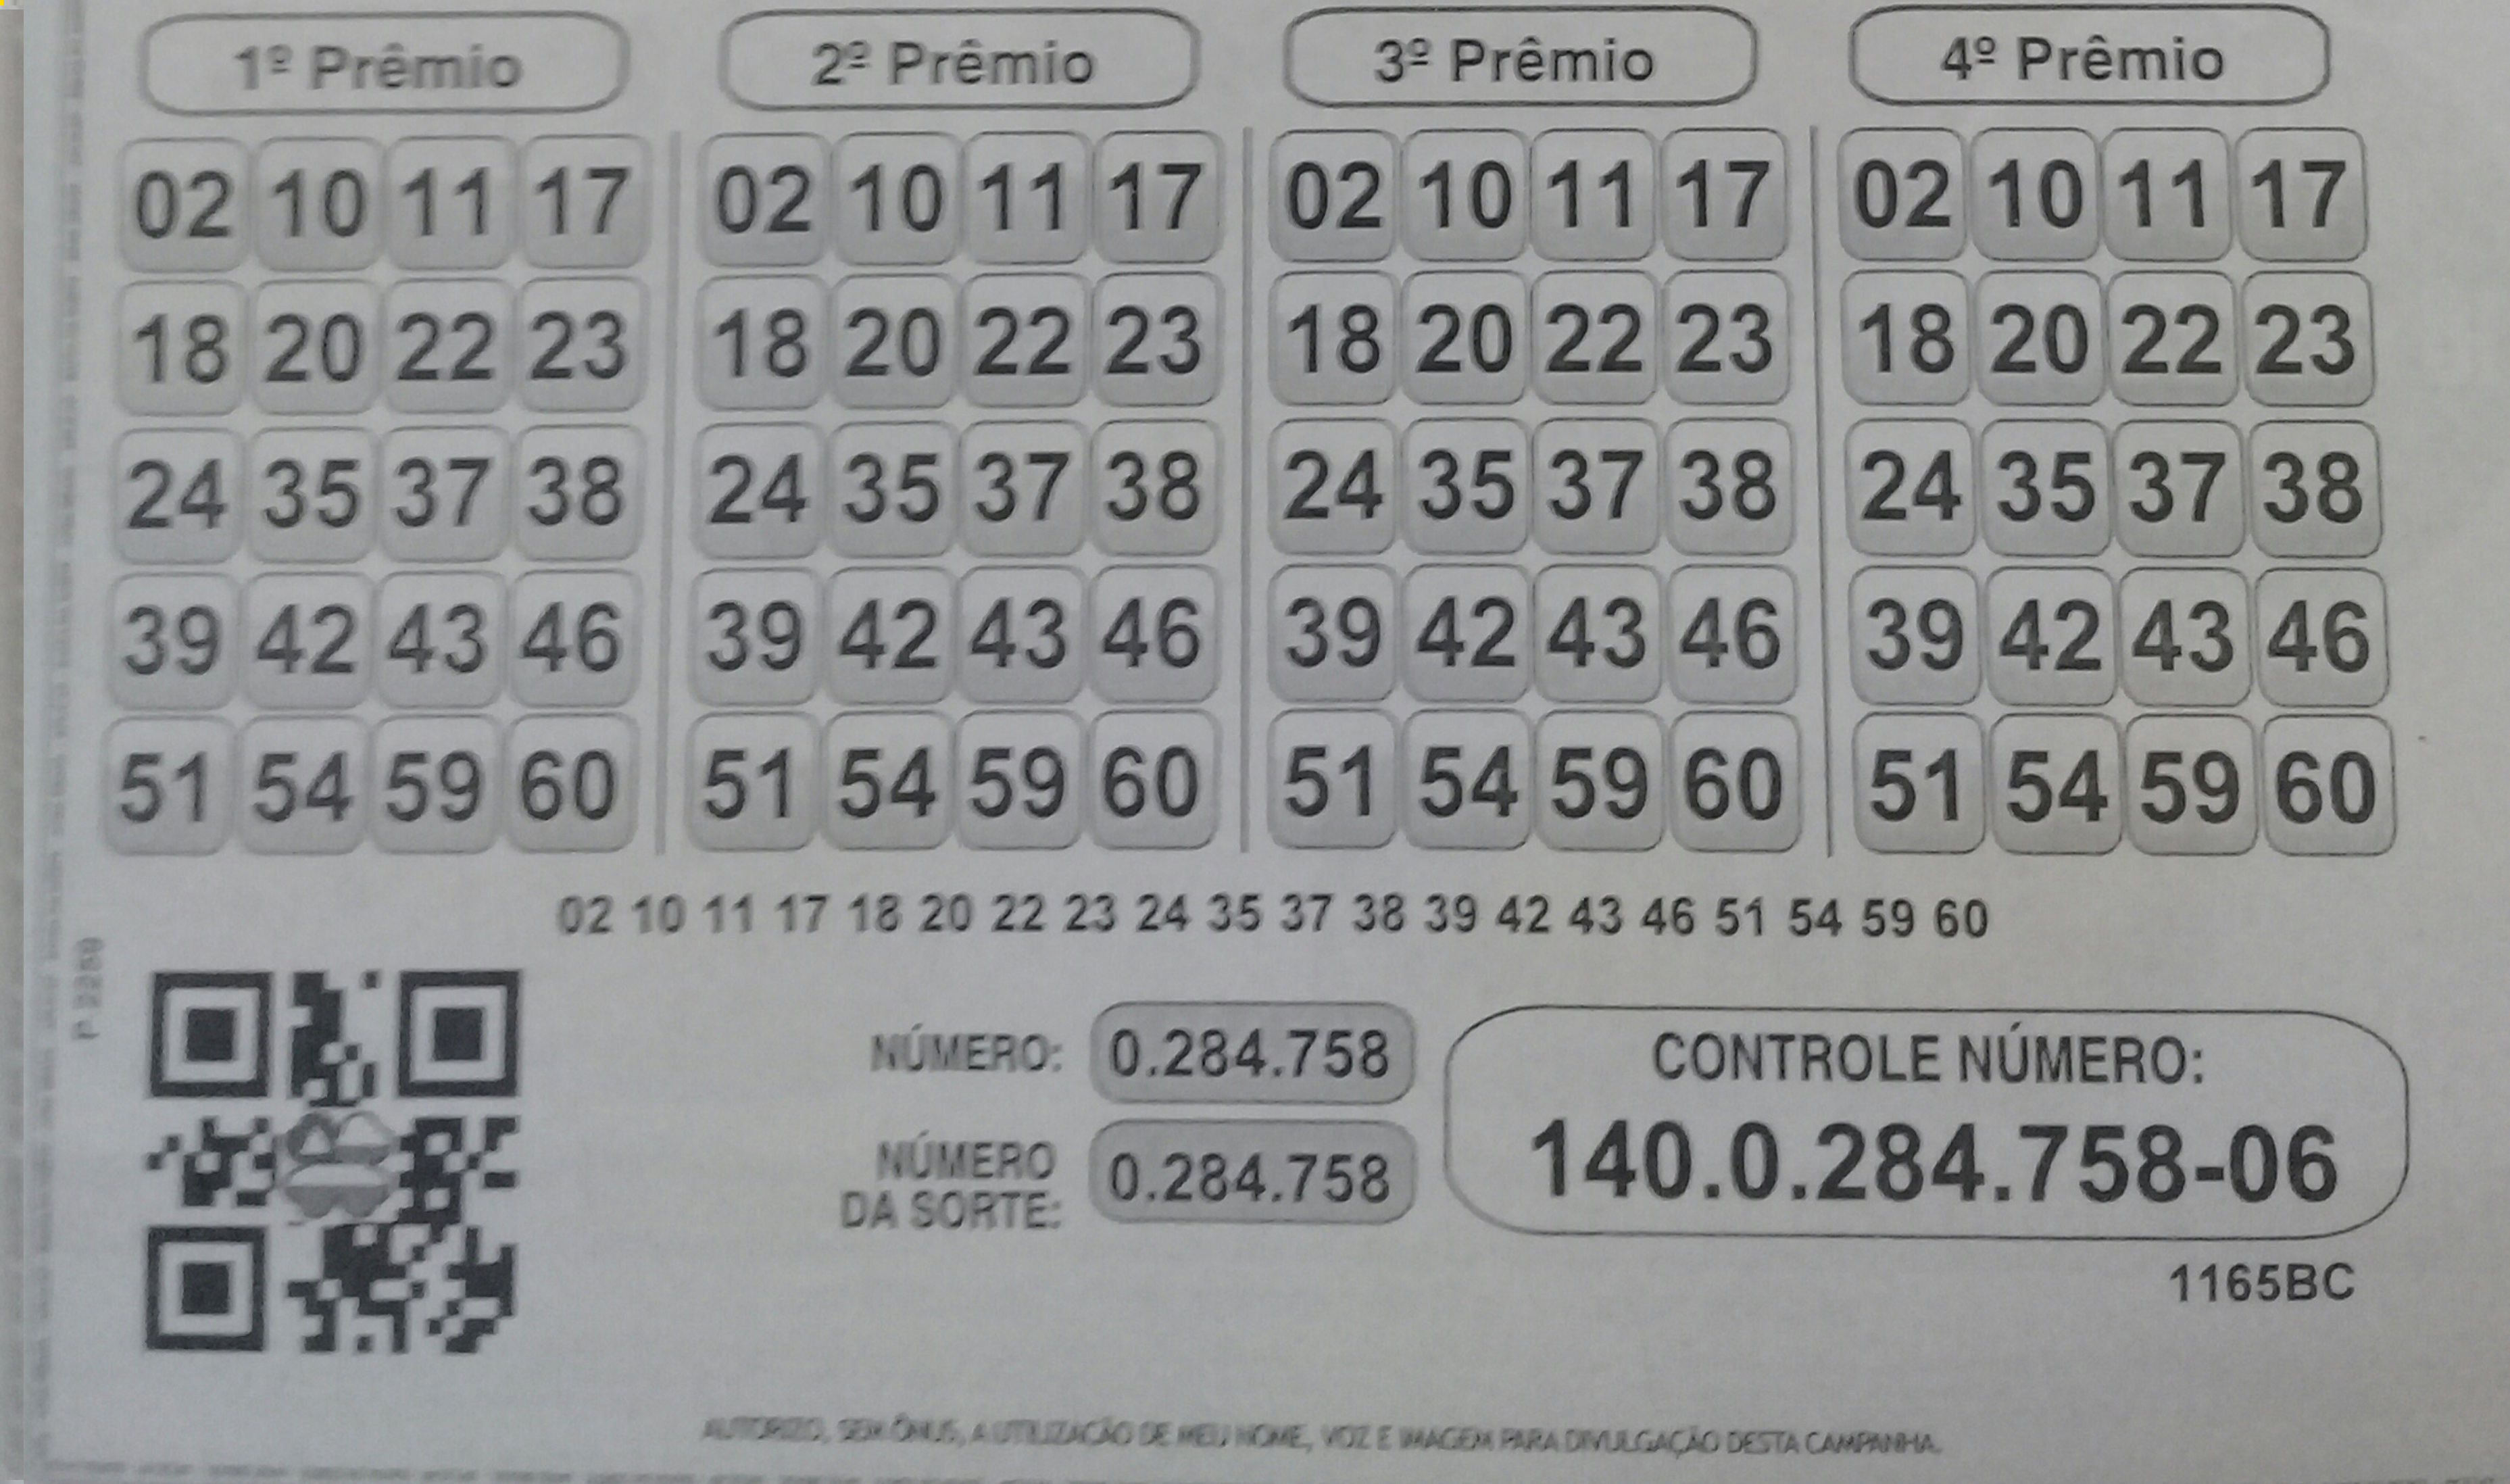 1º Prêmio 2º Prêmio 3º Prêmio 4º Prêmio
02 10 11 17 02 10 11 17 02 10 11 17 02 10 11 17
18 20 22 23 18 20 22 23 18 20 22 23 18 20 22 23
24 35 37 38 24 35 37 38 24 35 37 38 24 35 37 38
39 42 43 46 39 42 43 46 39 42 43 46 39 42 43 46
51 54 59 60 51 54 59 60 51 54 59 60 51 54 59 60
02 10 11 17 18 20 22 23 24 35 37 38 39 42 43 46 51 54 59 60
NÚMERO: 0.284.758
NÚMERO
DA SORTE: 0.284.758
CONTROLE NÚMERO:
140.0.284.758-06
1165BC
AUTORIZO, SEM ÔNUS, A UTILIZAÇÃO DE MEU NOME, VOZ E IMAGEM PARA DIVULGAÇÃO DESTA CAMPANHA.